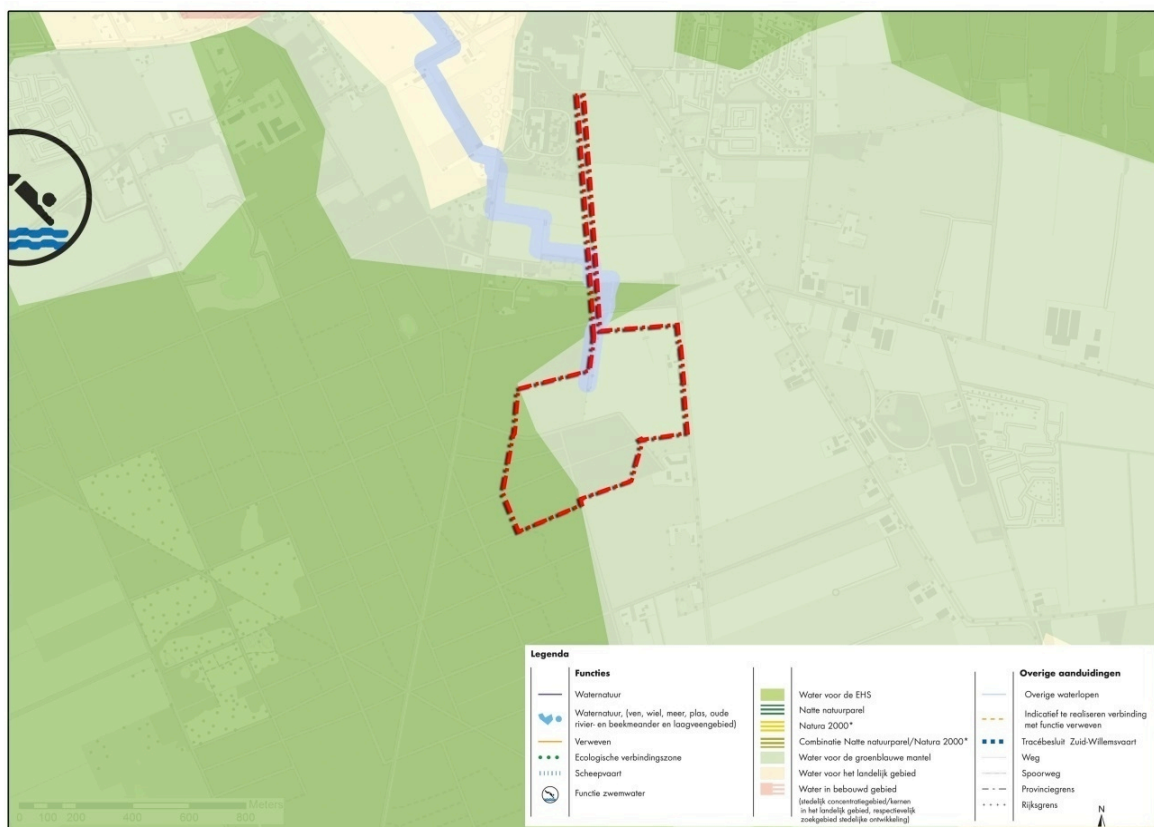 Legenda
Functies
Waternatuur
Waternatuur, (ven, wiel, meer, plas, oude
rivier- en beekmeander en laagveengebied)
Verweven
Ecologische verbindingszone
Scheepvaart
Functie zwemwater
Water voor de EHS
Natte natuurparel
Natura 2000*
Combinatie Natte natuurparel/Natura 2000*
Water voor de groenblauwe mantel
Water voor het landelijk gebied
Water in bebouwd gebied
(stedelijk concentratiegebied/kernen
in het landelijk gebied, respectievelijk
zoekgebied stedelijke ontwikkeling)
Overige aanduidingen
Overige waterlopen
Indicatief te realiseren verbinding
met functie verweven
Tracébesluit Zuid-Willemsvaart
Weg
Spoorweg
Provinciegrens
Rijksgrens
N
Meters
0 100 200 400 600 800